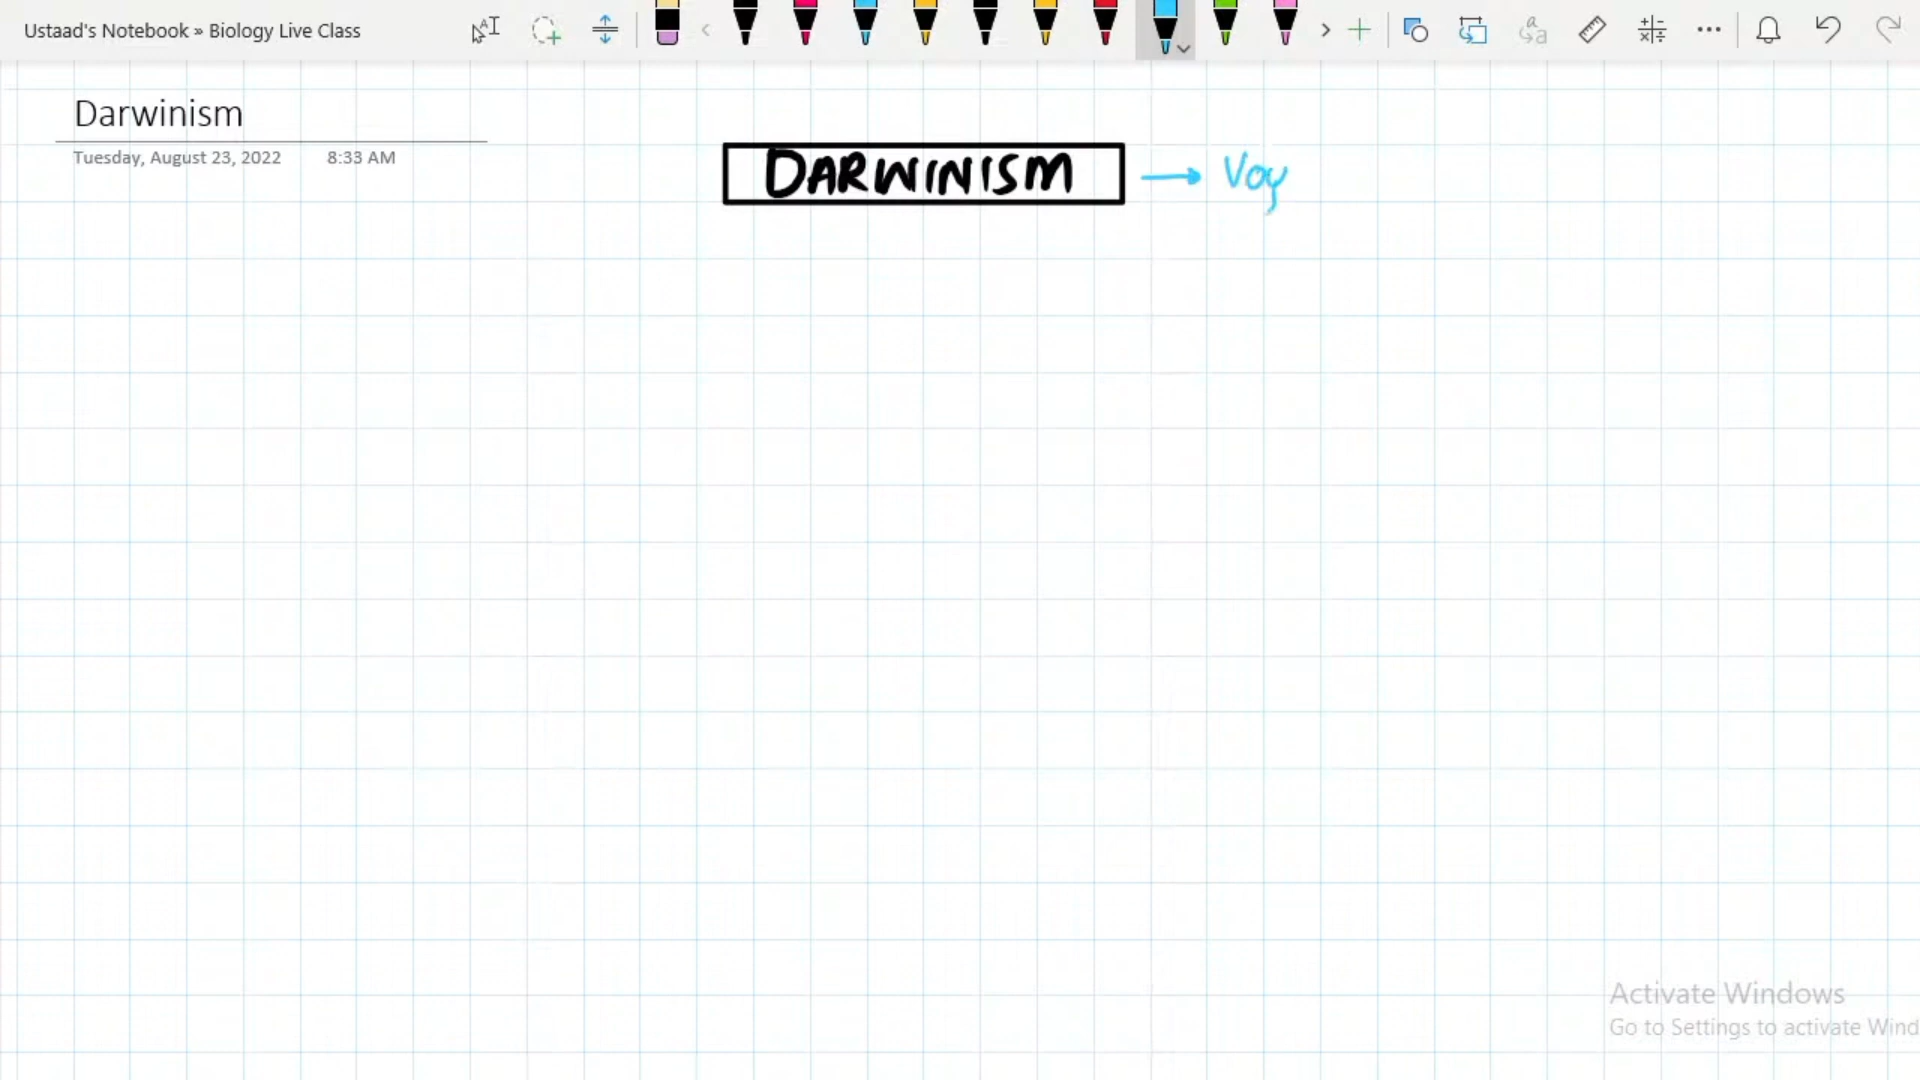 Ustaad's Notebook » Biology Live Class
Darwinism
Tuesday, August 23, 2022 8:33 AM
DARWINISM → Voy
Activate Windows
Go to Settings to activate Wind